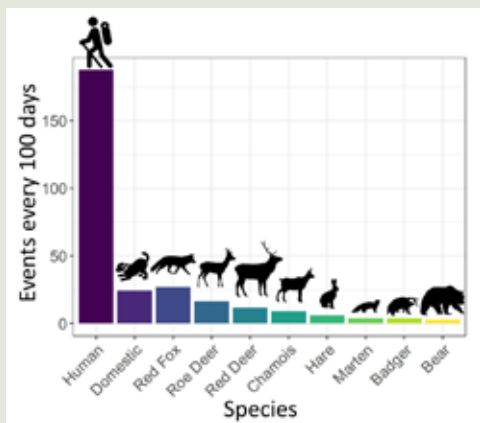 Events every 100 days
150
100
50
0
Human
Domestic
Red Fox
Roe Deer
Red Deer
Chamois
Hare
Marten
Badger
Bear
Species